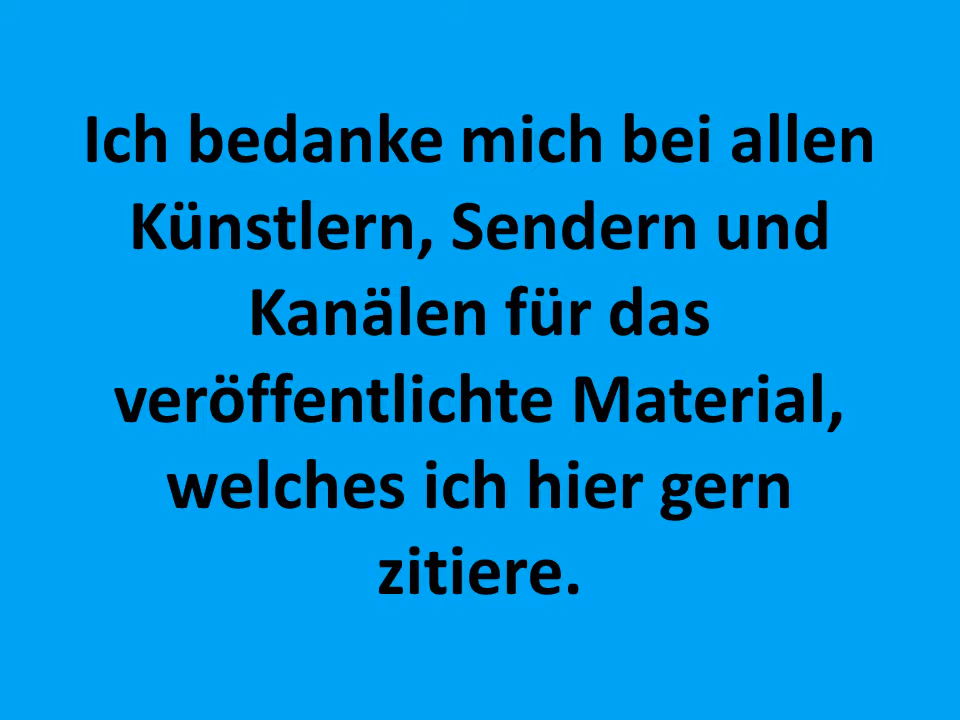 Ich bedanke mich bei allen
Künstlern, Sendern und
Kanälen für das
veröffentlichte Material,
welches ich hier gern
zitiere.